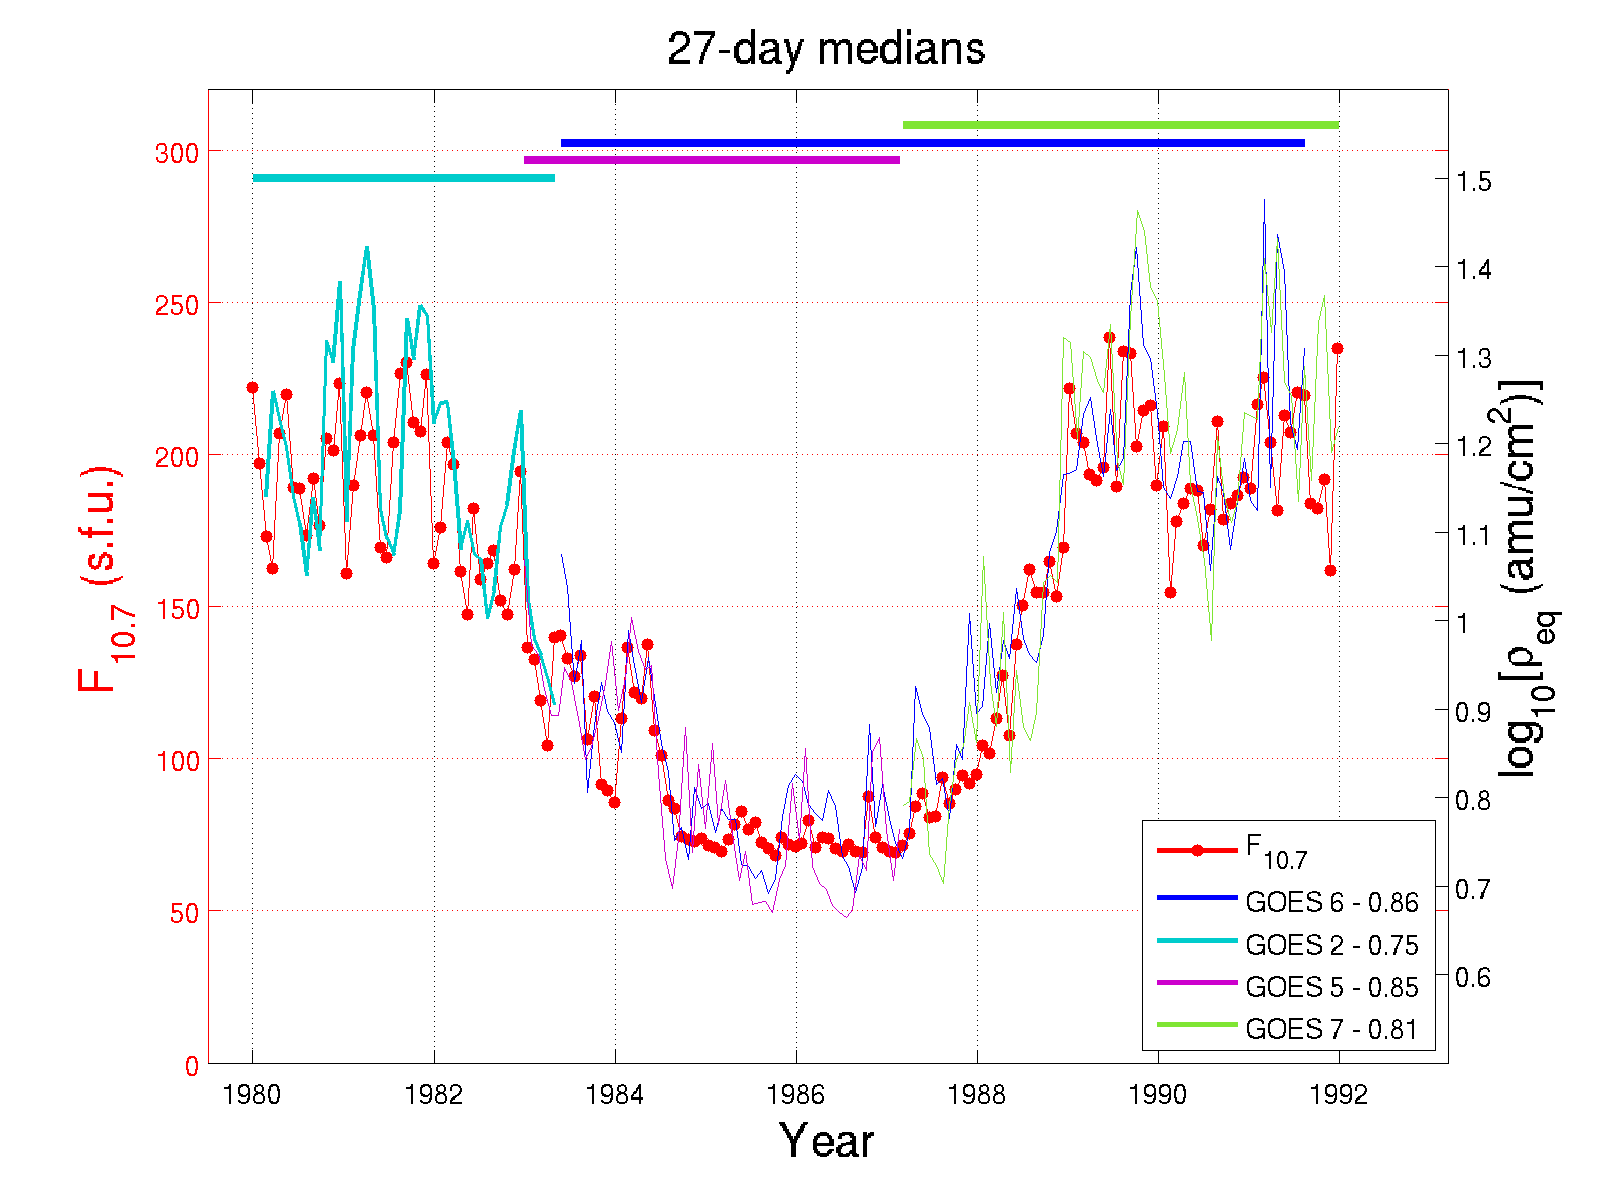 27-day medians
300
250
200
150
100
50
0
F10.7 (s.f.u.)
1.5
1.4
1.3
1.2
1.1
1
0.9
0.8
0.7
0.6
log10[ρeq (amu/cm2)]
F10.7
GOES 6 - 0.86
GOES 2 - 0.75
GOES 5 - 0.85
GOES 7 - 0.81
1980 1982 1984 1986 1988 1990 1992
Year